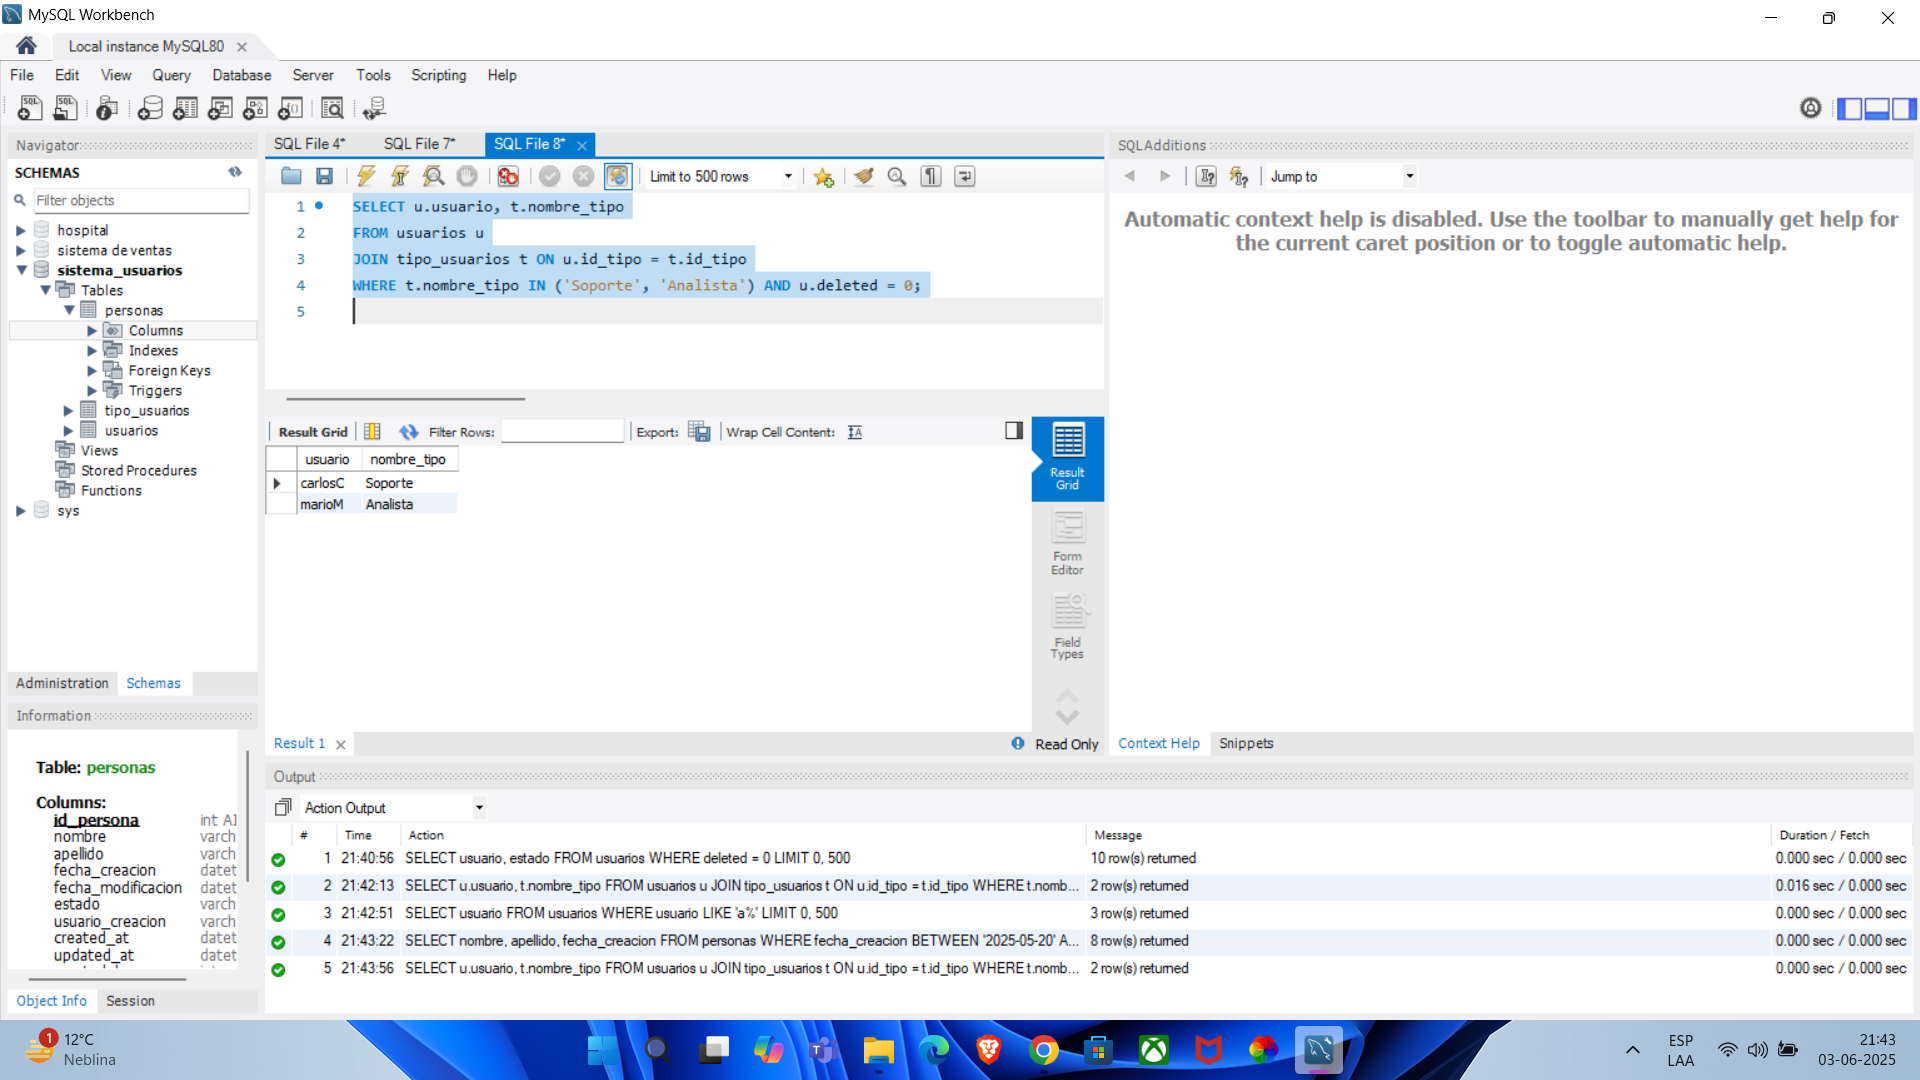 MySQL Workbench
Local instance MySQL80
File Edit View Query Database Server Tools Scripting Help
Navigator
SCHEMAS
Filter objects
hospital
sistema de ventas
sistema_usuarios
Tables
personas
Columns
Indexes
Foreign Keys
Triggers
tipo_usuarios
usuarios
Views
Stored Procedures
Functions
sys
Administration Schemas
Information
Table: personas
Columns:
id_persona int AI
nombre varch
apellido varch
fecha_creacion datet
fecha_modificacion datet
estado varch
usuario_creacion varch
created_at datet
updated_at datet
Object Info Session
SQL File 4* SQL File 7* SQL File 8*
Limit to 500 rows
1 SELECT u.usuario, t.nombre_tipo
2 FROM usuarios u
3 JOIN tipo_usuarios t ON u.id_tipo = t.id_tipo
4 WHERE t.nombre_tipo IN ('Soporte', 'Analista') AND u.deleted = 0;
5
Result Grid Filter Rows: Export: Wrap Cell Content:
usuario nombre_tipo
carlosC Soporte
marioM Analista
Result Grid
Form Editor
Field Types
Result 1 Read Only
SQLAdditions
Jump to
Automatic context help is disabled. Use the toolbar to manually get help for
the current caret position or to toggle automatic help.
Context Help Snippets
Output
Action Output
# Time Action Message Duration / Fetch
1 21:40:56 SELECT usuario, estado FROM usuarios WHERE deleted = 0 LIMIT 0, 500 10 row(s) returned 0.000 sec / 0.000 sec
2 21:42:13 SELECT u.usuario, t.nombre_tipo FROM usuarios u JOIN tipo_usuarios t ON u.id_tipo = t.id_tipo WHERE t.nomb... 2 row(s) returned 0.016 sec / 0.000 sec
3 21:42:51 SELECT usuario FROM usuarios WHERE usuario LIKE 'a%' LIMIT 0, 500 3 row(s) returned 0.000 sec / 0.000 sec
4 21:43:22 SELECT nombre, apellido, fecha_creacion FROM personas WHERE fecha_creacion BETWEEN '2025-05-20' A... 8 row(s) returned 0.000 sec / 0.000 sec
5 21:43:56 SELECT u.usuario, t.nombre_tipo FROM usuarios u JOIN tipo_usuarios t ON u.id_tipo = t.id_tipo WHERE t.nomb... 2 row(s) returned 0.000 sec / 0.000 sec
1
12°C
Neblina
ESP
LAA
21:43
03-06-2025